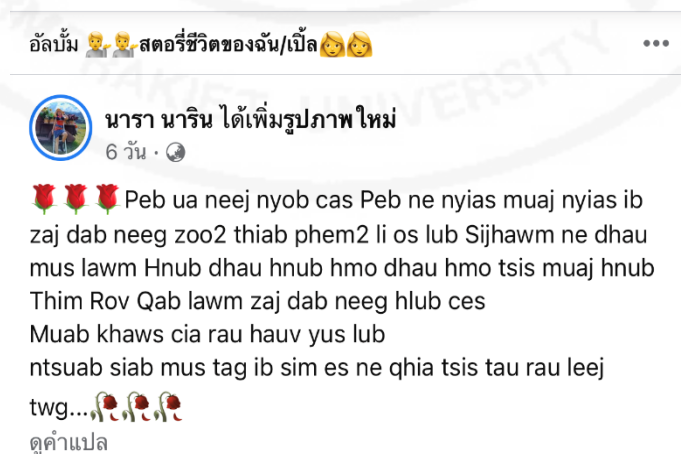 อัลบั้ม 💁💁สตอรี่ชีวิตของฉัน/เปิ้ล👩👩
นารา นาริน ได้เพิ่มรูปภาพใหม่
6 วัน ·
🌹🌹🌹Peb ua neej nyob cas Peb ne nyias muaj nyias ib
zaj dab neeg zoo2 thiab phem2 li os lub Sijhawm ne dhau
mus lawm Hnub dhau hnub hmo dhau hmo tsis muaj hnub
Thim Rov Qab lawm zaj dab neeg hlub ces
Muab khaws cia rau hauv yus lub
ntsuab siab mus tag ib sim es ne qhia tsis tau rau leej
twg...🥀🥀🥀
ดูคำแปล